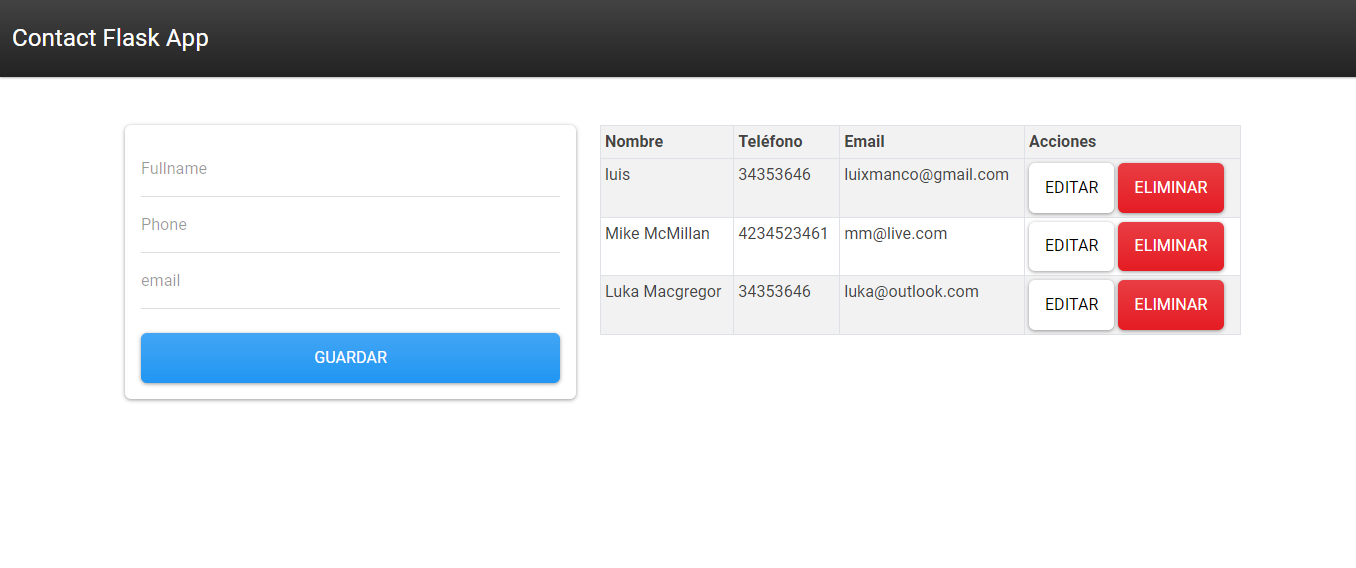 Contact Flask App
Fullname
Phone
email
GUARDAR
Nombre Teléfono Email Acciones
luis 34353646 luixmanco@gmail.com EDITAR ELIMINAR
Mike McMillan 4234523461 mm@live.com EDITAR ELIMINAR
Luka Macgregor 34353646 luka@outlook.com EDITAR ELIMINAR